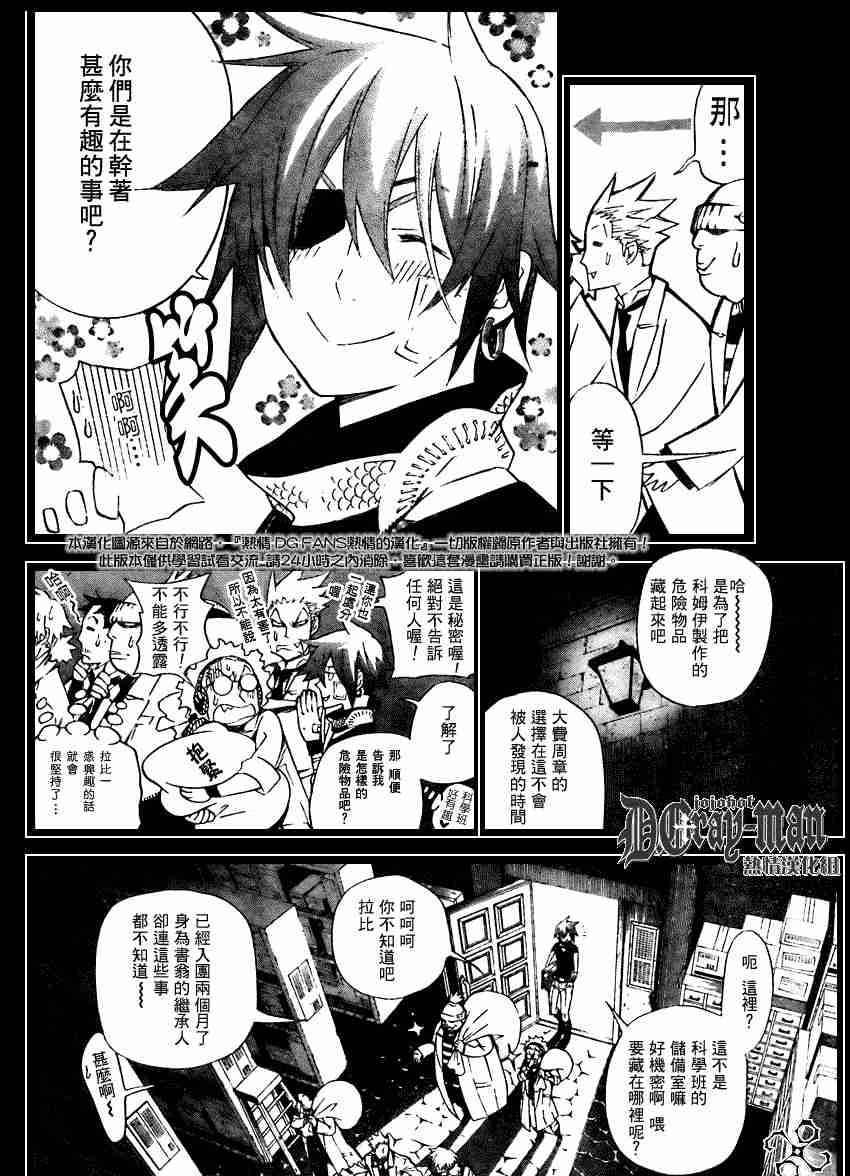 那…
等一下
你們是在幹著
甚麼有趣的事吧?
笑
啊啊…
本漢化圖源來自於網路,『熱情·DG FANS熱情的漢化』一切版權歸原作者與出版社擁有!
此版本僅供學習試看交流,請24小時之內消除,喜歡這套漫畫請購買正版!謝謝。
哈~~~
是為了把
科姆伊製作的
危險物品
藏起來吧
大費周章的
選擇在這不會
被人發現的時間
這是秘密喔!
絕對不告訴
任何人喔!
連你也
一起處分
喔
因為太有害了
所以不能說
不行不行!
不能多透露
哈啊~
了解了
那 順便
告訴我
是怎樣的
危險物品吧?
科學班
好有趣
抱緊
拉比一
感興趣的話
就會
很堅持了…
jojohot
D.Gray-man
熱情漢化組
呃 這裡?
這不是
科學班的
儲備室嘛
好機密啊 喂
要藏在哪裡呢?
呵呵呵
你不知道吧
拉比
已經入團兩個月了
身為書翁的繼承人
卻連這些事
都不知道~~
甚麼啊~